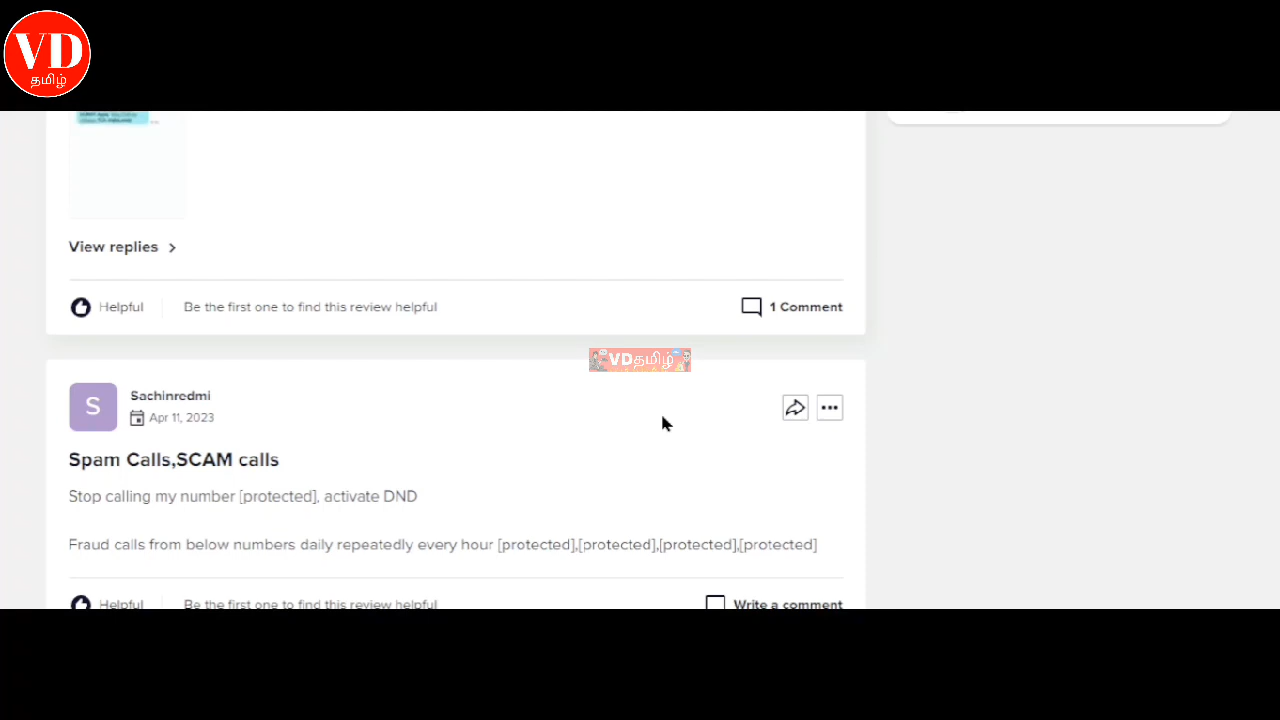 VD
தமிழ்
View replies >
Helpful
Be the first one to find this review helpful
1 Comment
VDதமிழ்
S
Sachinredmi
Apr 11, 2023
Spam Calls,SCAM calls
Stop calling my number [protected], activate DND
Fraud calls from below numbers daily repeatedly every hour [protected],[protected],[protected],[protected]
Helpful
Be the first one to find this review helpful
Write a comment